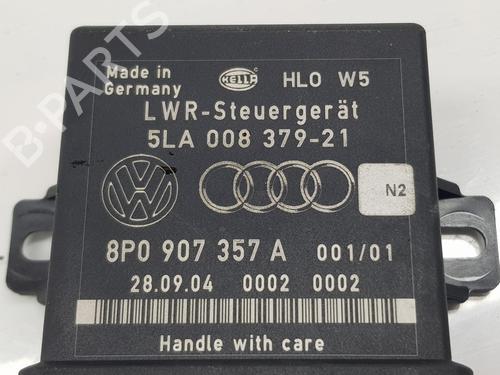 Made in
Germany
HELLA
HLO W5
LWR-Steuergerät
5LA 008 379-21
N2
8P0 907 357 A 001/01
28.09.04 0002 0002
Handle with care
B-PARTS